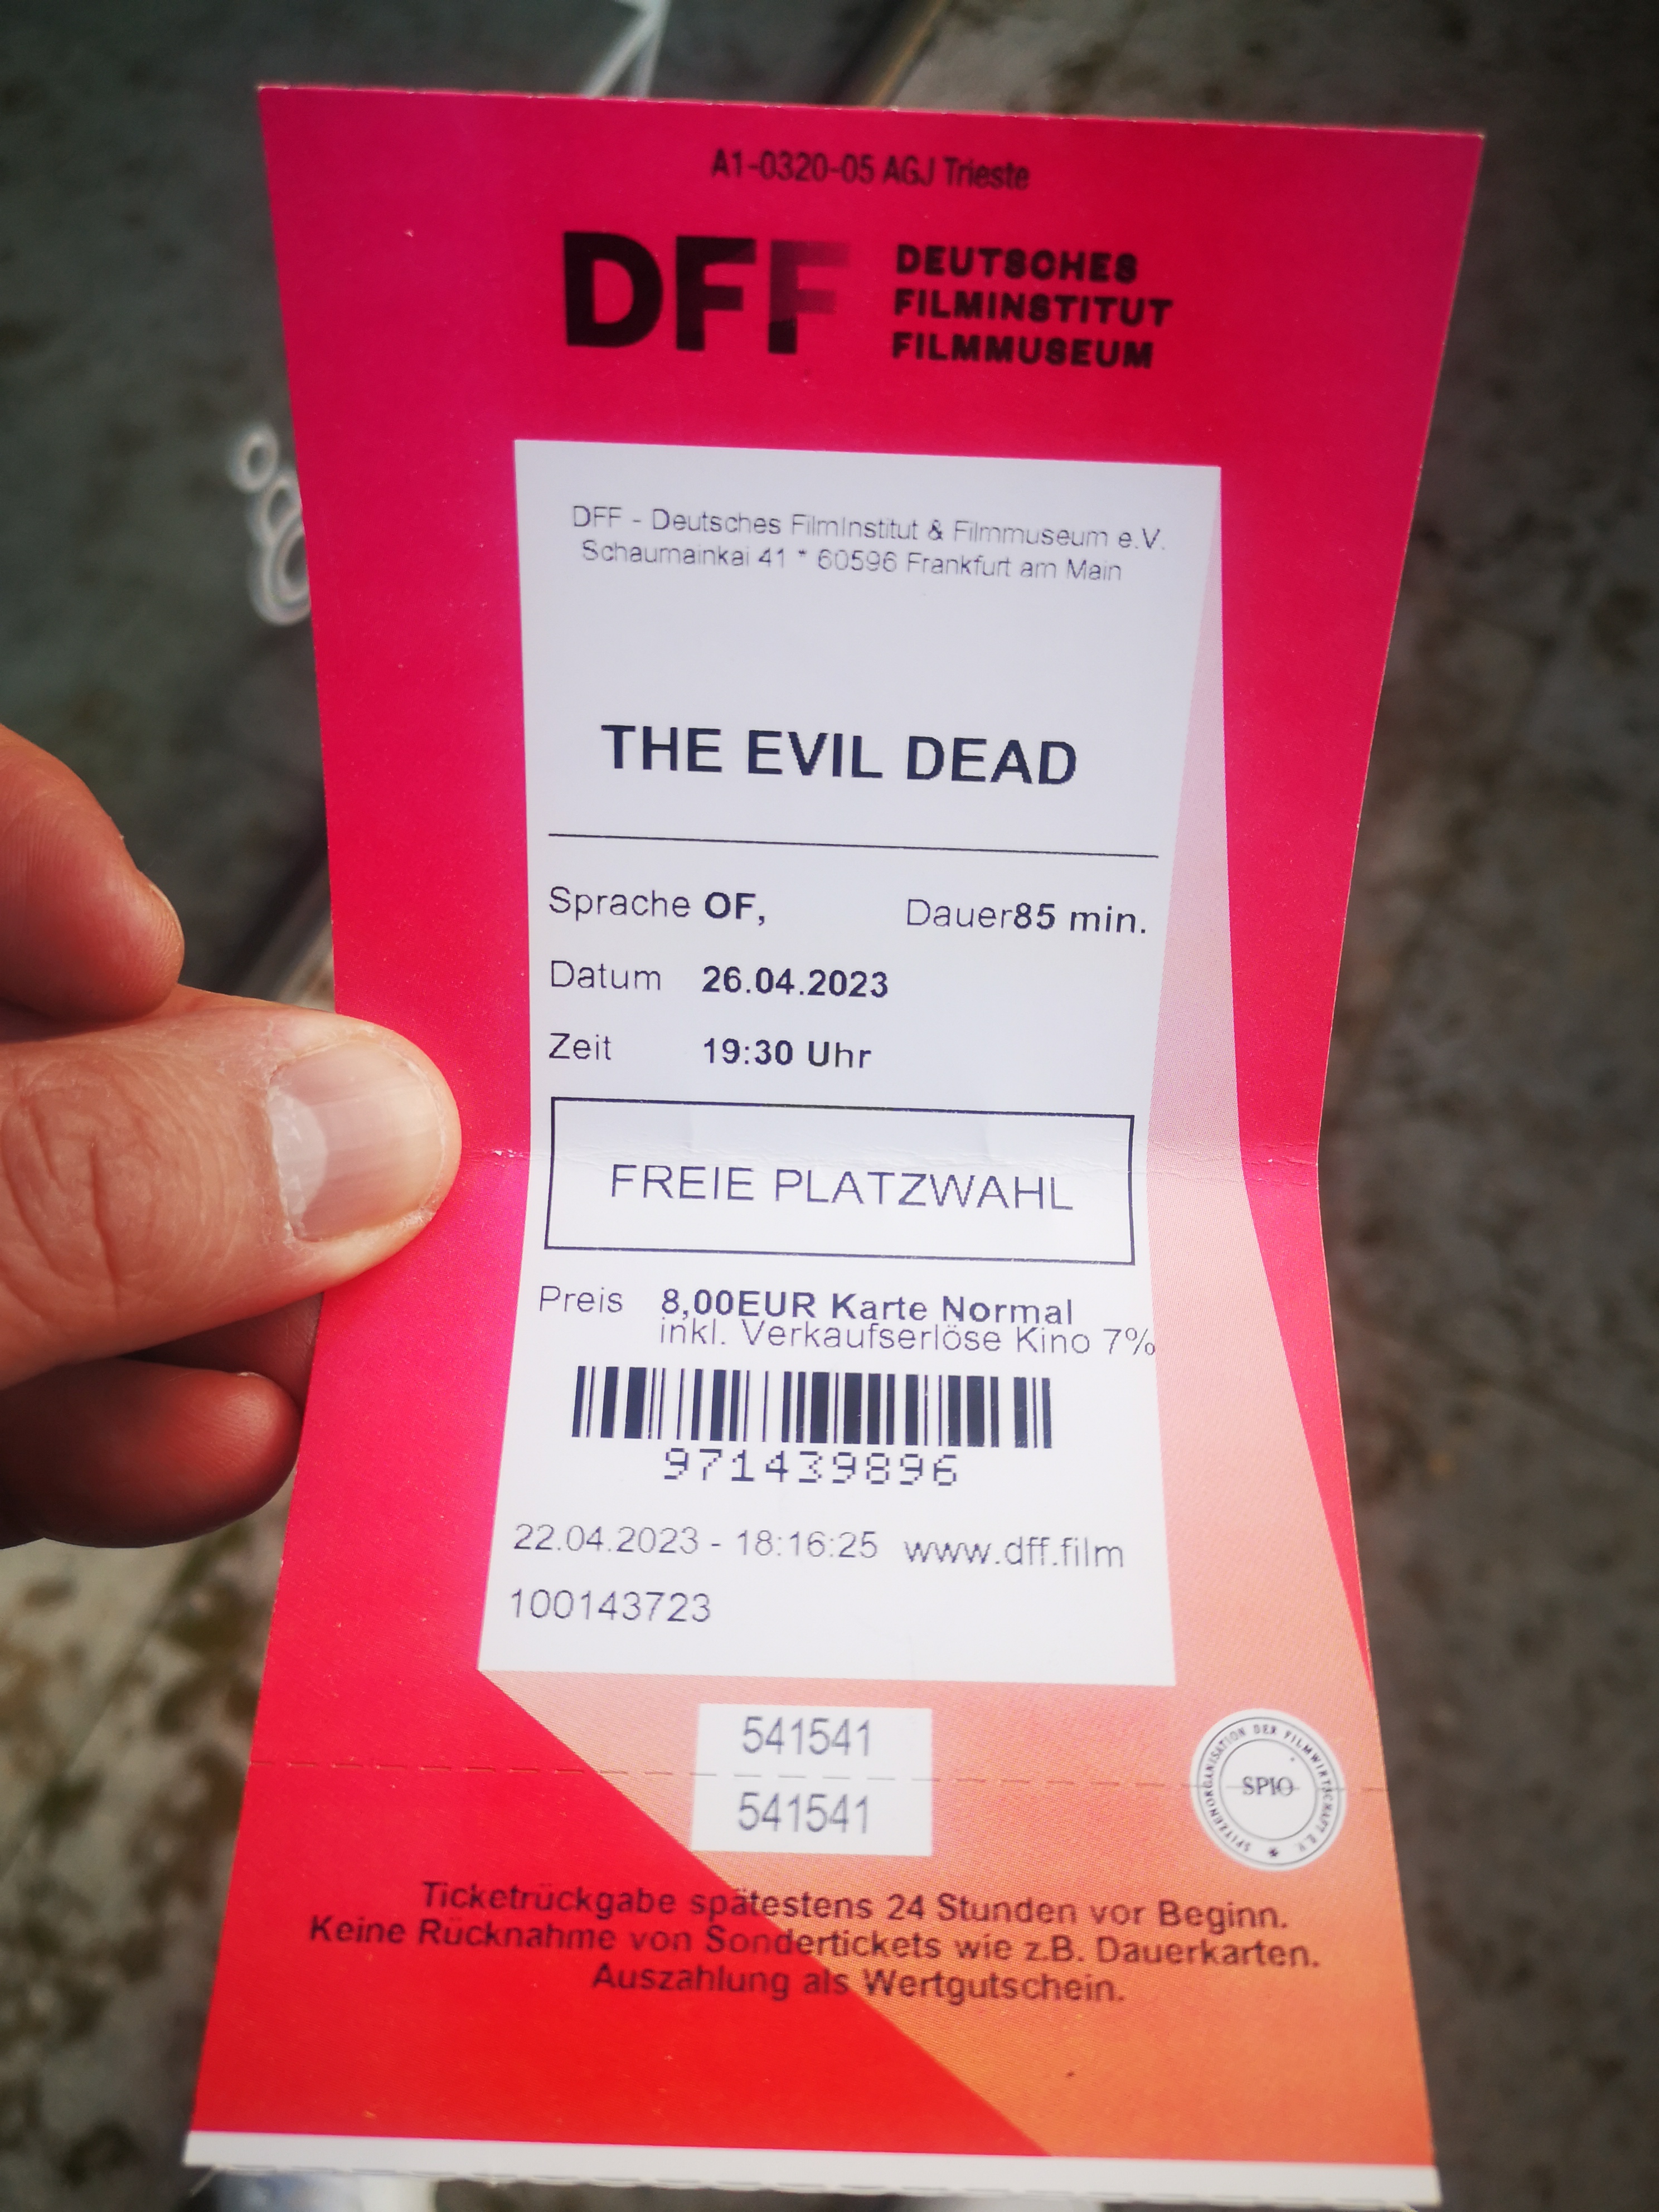 A1-0320-05 AGJ Trieste
DFF DEUTSCHES
FILMINSTITUT
FILMMUSEUM
DFF - Deutsches FilmInstitut & Filmmuseum e.V.
Schaumainkai 41 * 60596 Frankfurt am Main
THE EVIL DEAD
Sprache OF, Dauer85 min.
Datum 26.04.2023
Zeit 19:30 Uhr
FREIE PLATZWAHL
Preis 8,00EUR Karte Normal
inkl. Verkaufserlöse Kino 7%
971439896
22.04.2023 - 18:16:25 www.dff.film
100143723
541541
541541
SPITZENORGANISATION DER FILMWIRTSCHAFT E.V.
SPIO
Ticketrückgabe spätestens 24 Stunden vor Beginn.
Keine Rücknahme von Sondertickets wie z.B. Dauerkarten.
Auszahlung als Wertgutschein.